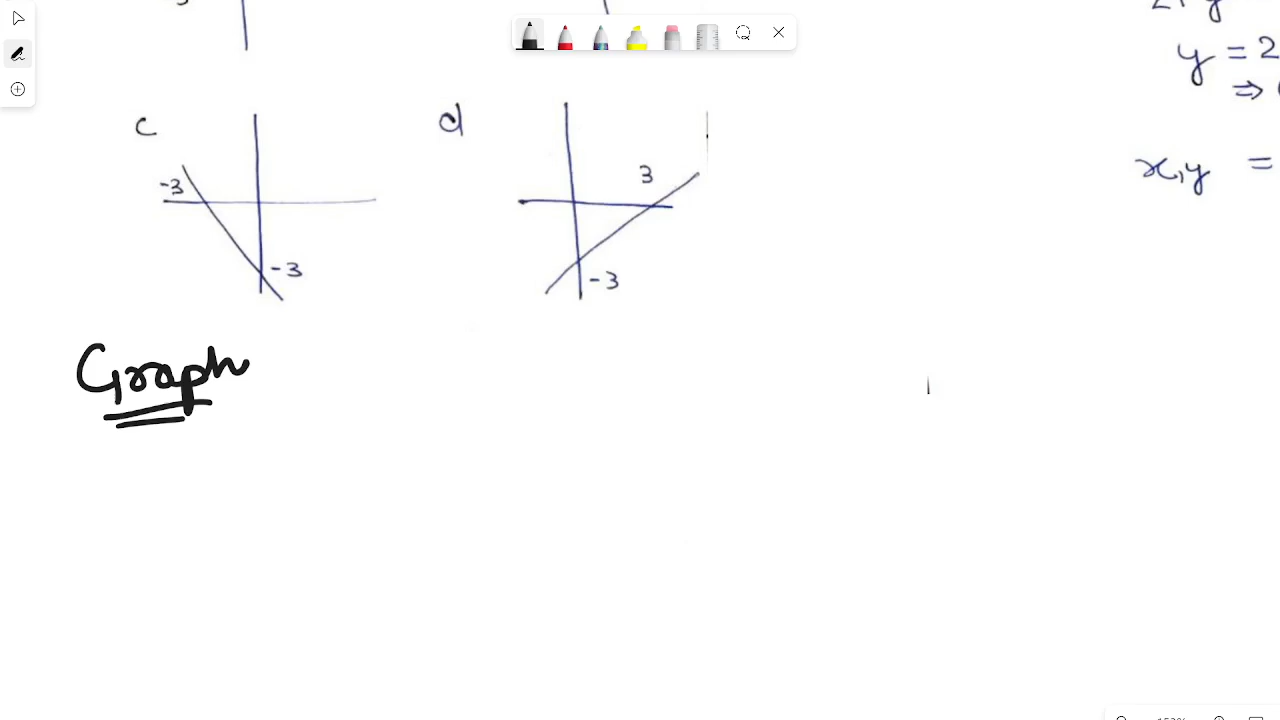 y = 2
⇒
c
d
-3
3
x,y =
-3
-3
Graph